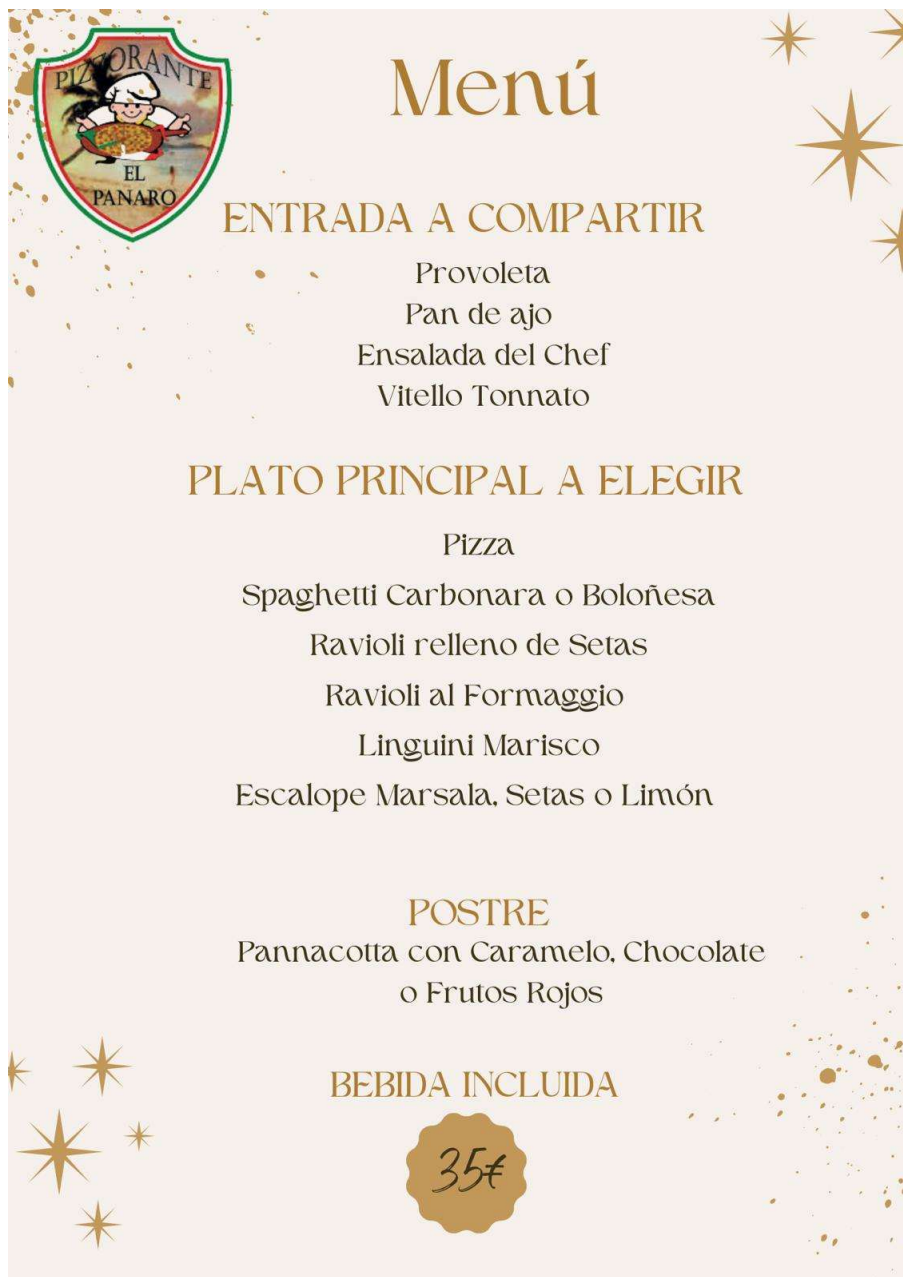 PIZZORANTE
EL
PANARO
Menú
ENTRADA A COMPARTIR
Provoleta
Pan de ajo
Ensalada del Chef
Vitello Tonnato
PLATO PRINCIPAL A ELEGIR
Pizza
Spaghetti Carbonara o Boloñesa
Ravioli relleno de Setas
Ravioli al Formaggio
Linguini Marisco
Escalope Marsala, Setas o Limón
POSTRE
Pannacotta con Caramelo, Chocolate
o Frutos Rojos
BEBIDA INCLUIDA
35€